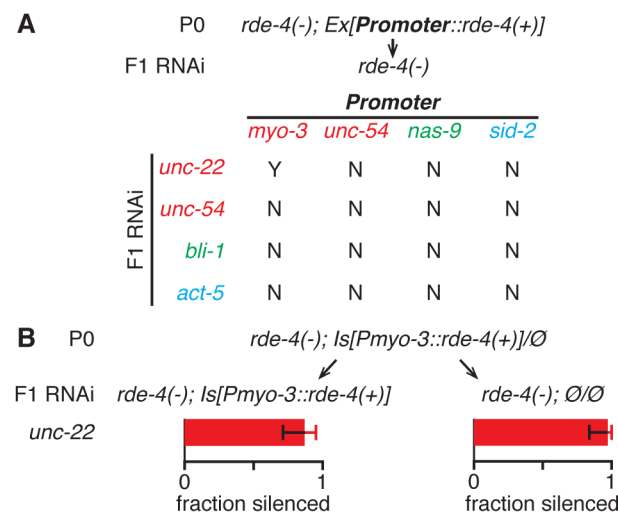 A
P0 rde-4(-); Ex[Promoter::rde-4(+)]
F1 RNAi rde-4(-)
Promoter
myo-3 unc-54 nas-9 sid-2
F1 RNAi
unc-22 Y N N N
unc-54 N N N N
bli-1 N N N N
act-5 N N N N
B
P0 rde-4(-); Is[Pmyo-3::rde-4(+)]/Ø
F1 RNAi rde-4(-); Is[Pmyo-3::rde-4(+)] rde-4(-); Ø/Ø
unc-22
0 1 0 1
fraction silenced fraction silenced